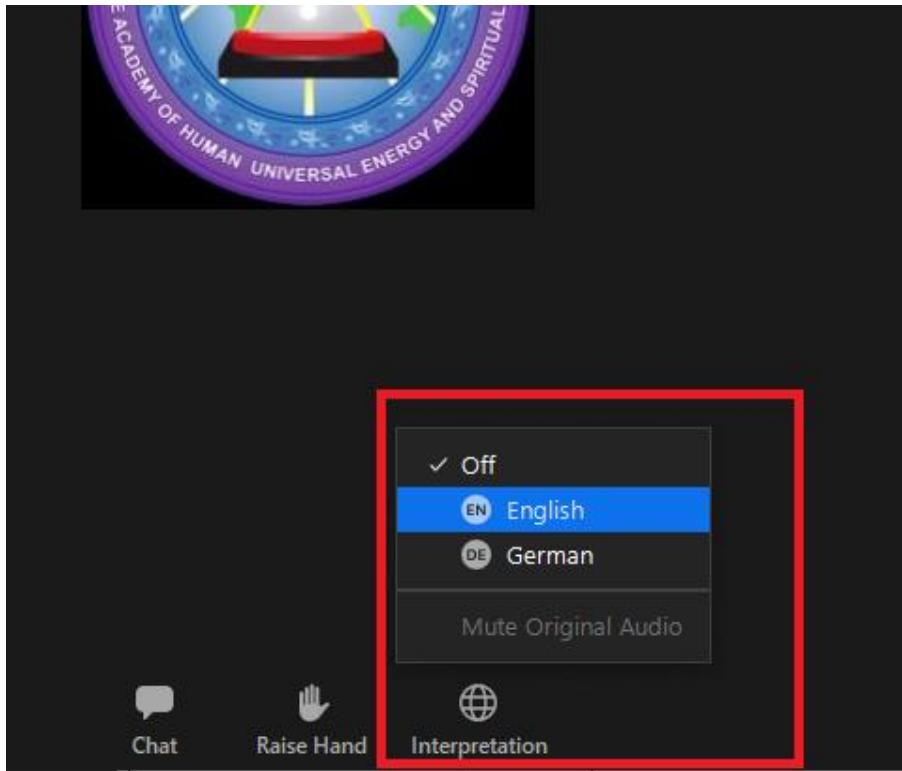 E ACADEMY OF HUMAN UNIVERSAL ENERGY AND SPIRITUAL
Off
EN English
DE German
Mute Original Audio
Chat Raise Hand Interpretation